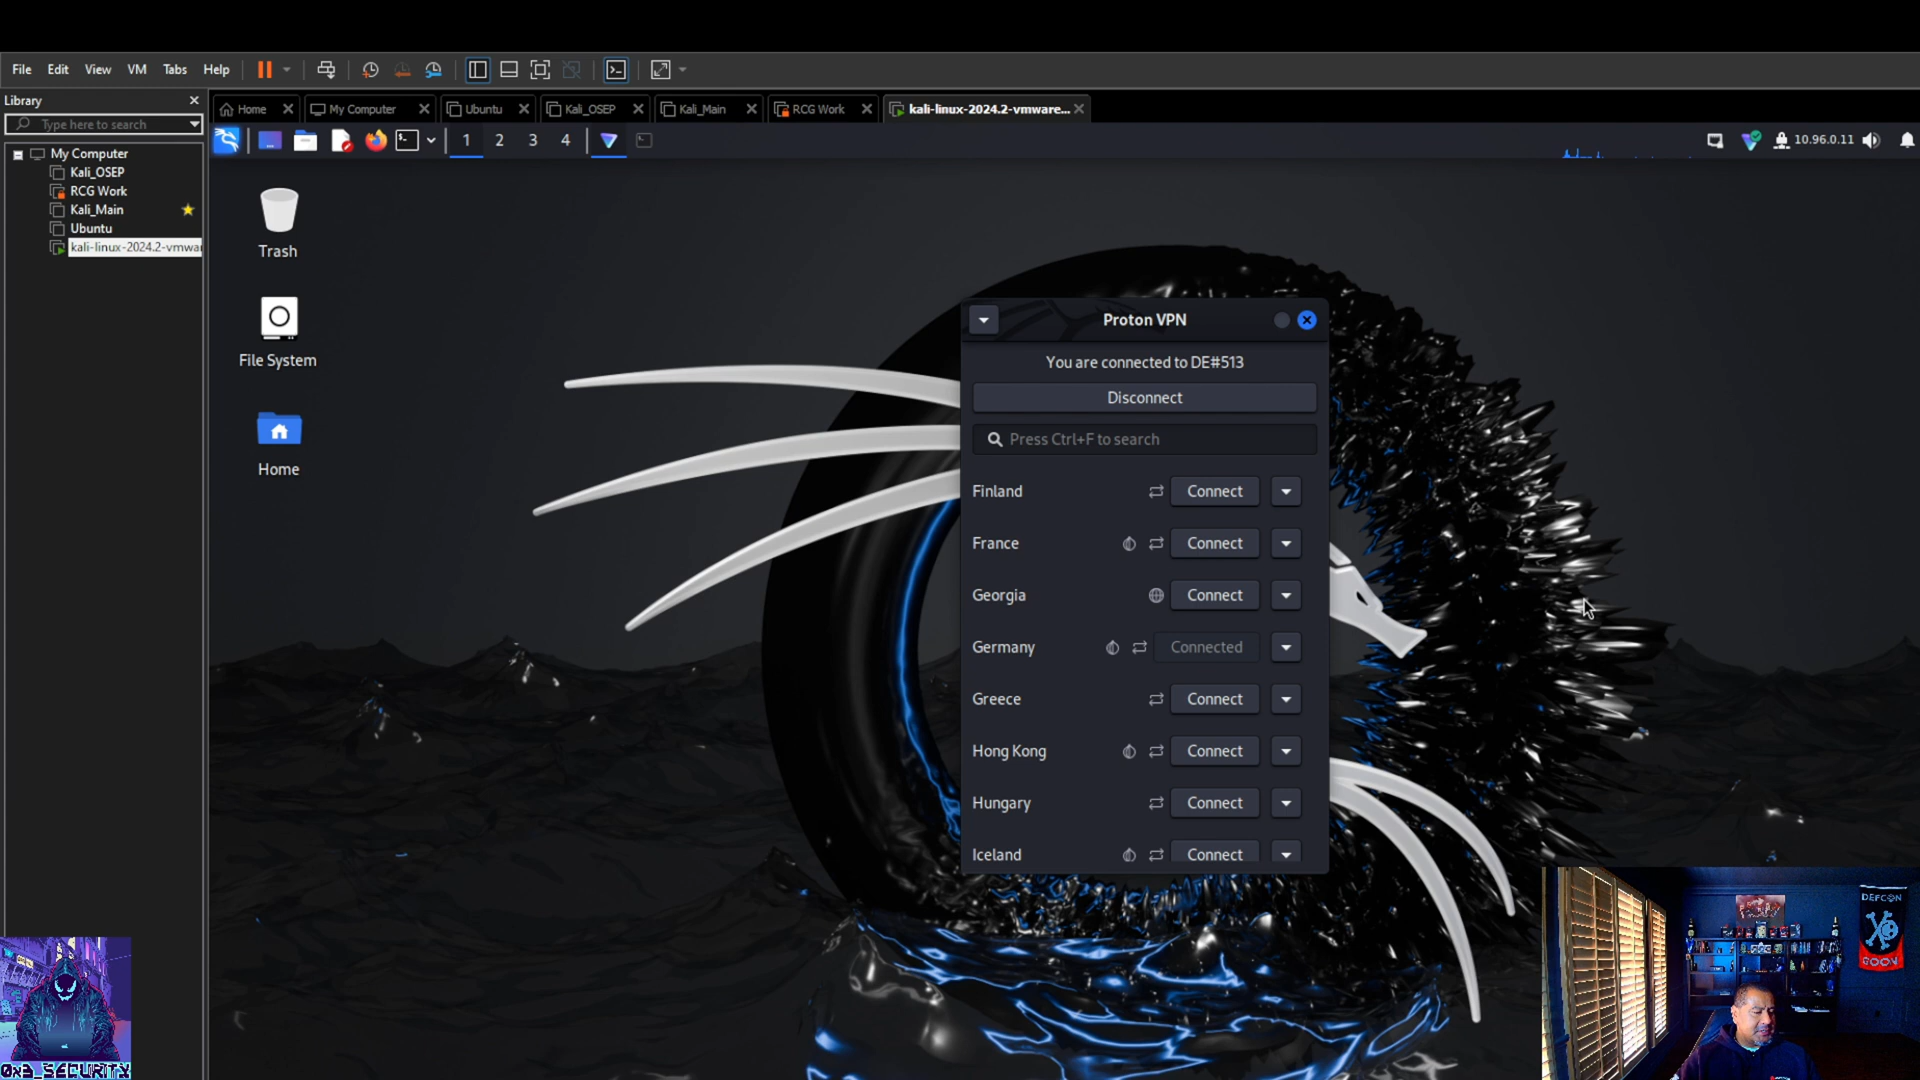 File Edit View VM Tabs Help
Library
Type here to search
Home My Computer Ubuntu Kali_OSEP Kali_Main RCG Work kali-linux-2024.2-vmware...
1 2 3 4
10.96.0.11
My Computer
Kali_OSEP
RCG Work
Kali_Main
Ubuntu
kali-linux-2024.2-vmwar
Trash
File System
Home
Proton VPN
You are connected to DE#513
Disconnect
Press Ctrl+F to search
Finland Connect
France Connect
Georgia Connect
Germany Connected
Greece Connect
Hong Kong Connect
Hungary Connect
Iceland Connect
DEFCON
GOON
0x3_SECURITY